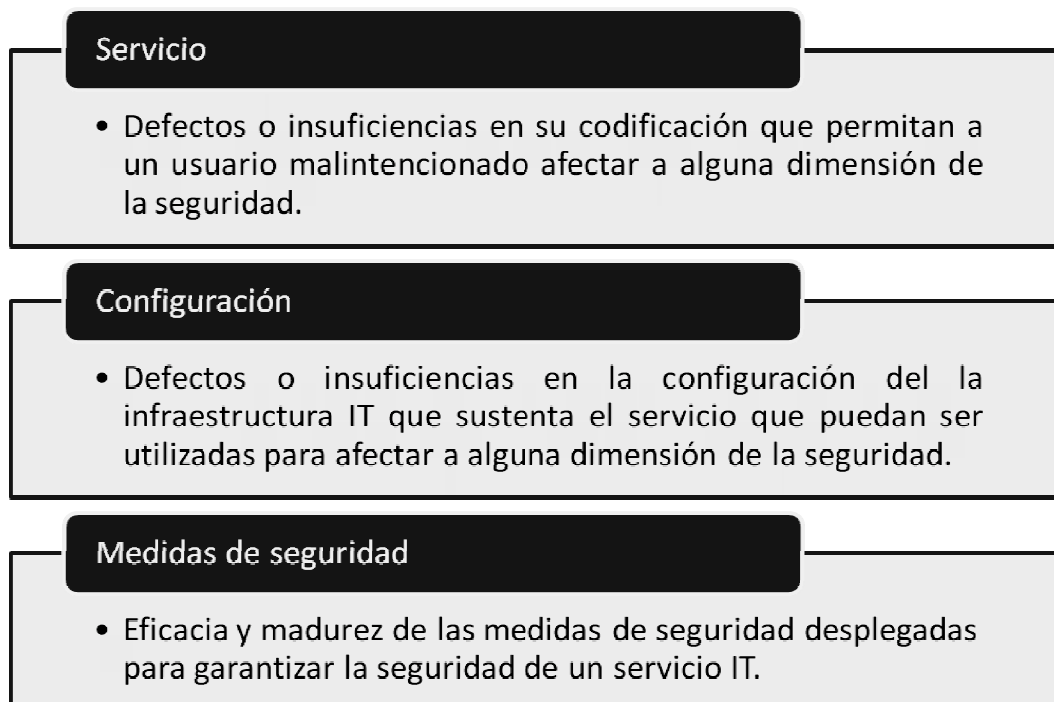 Servicio
• Defectos o insuficiencias en su codificación que permitan a
un usuario malintencionado afectar a alguna dimensión de
la seguridad.
Configuración
• Defectos o insuficiencias en la configuración del la
infraestructura IT que sustenta el servicio que puedan ser
utilizadas para afectar a alguna dimensión de la seguridad.
Medidas de seguridad
• Eficacia y madurez de las medidas de seguridad desplegadas
para garantizar la seguridad de un servicio IT.